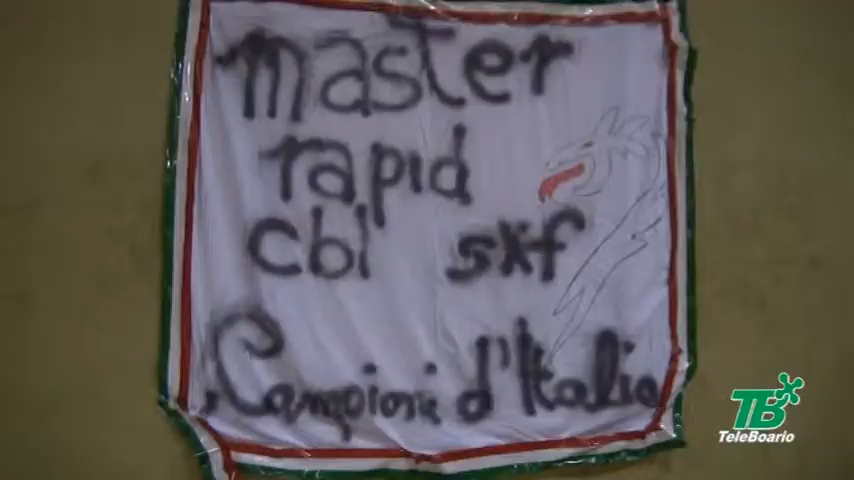 master
rapid
cbl sxf
Campioni d'Italia
TB
TeleBoario